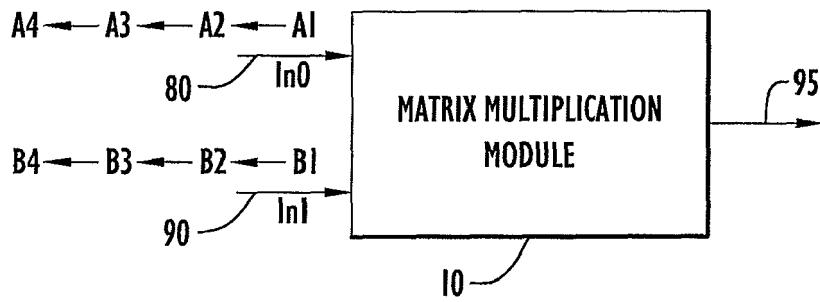 A4 A3 A2 A1
80 In0
MATRIX MULTIPLICATION
MODULE
95
B4 B3 B2 B1
90 In1
10